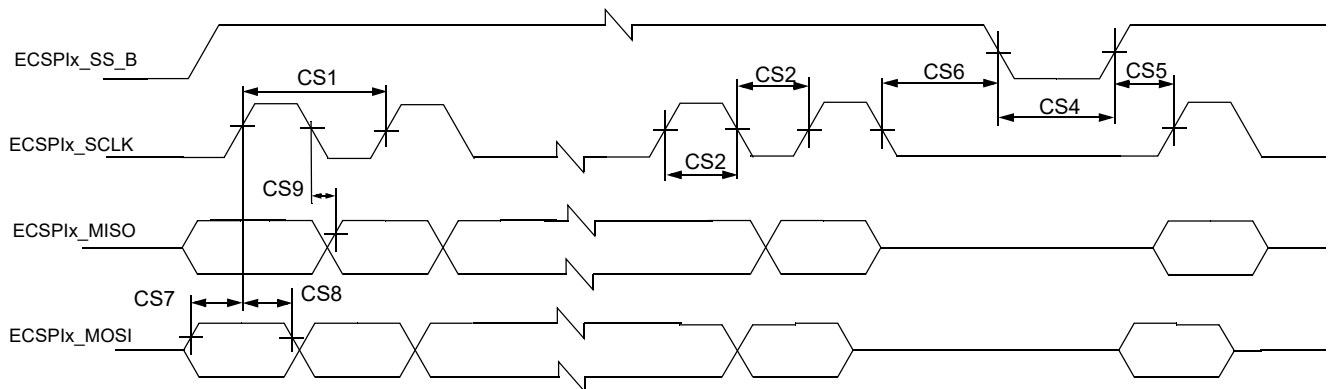 ECSPIx_SS_B
CS1
CS2
CS6
CS5
CS4
ECSPIx_SCLK
CS2
CS9
ECSPIx_MISO
CS7
CS8
ECSPIx_MOSI